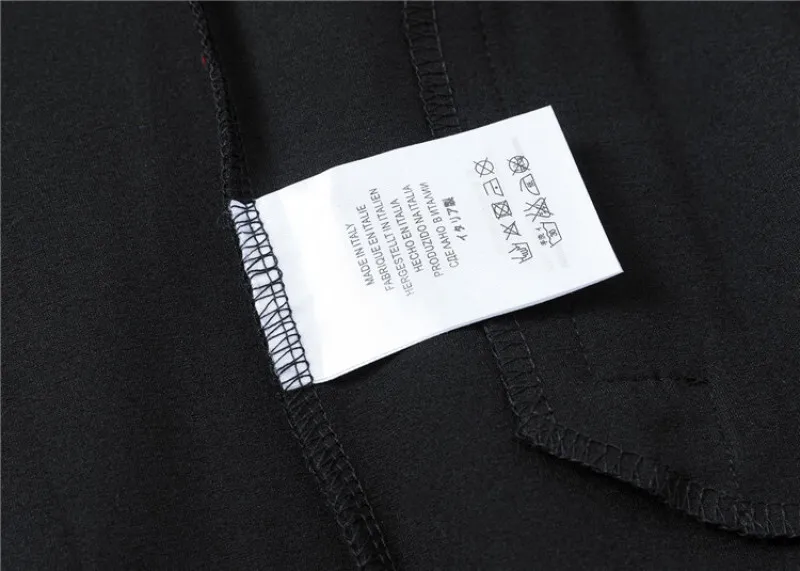 MADE IN ITALY
FABRIQUE EN ITALIE
HERGESTELLT IN ITALIEN
HECHO EN ITALIA
PRODUZIDO NA ITALIA
СДЕЛАНО В ИТАЛИИ
イタリア製